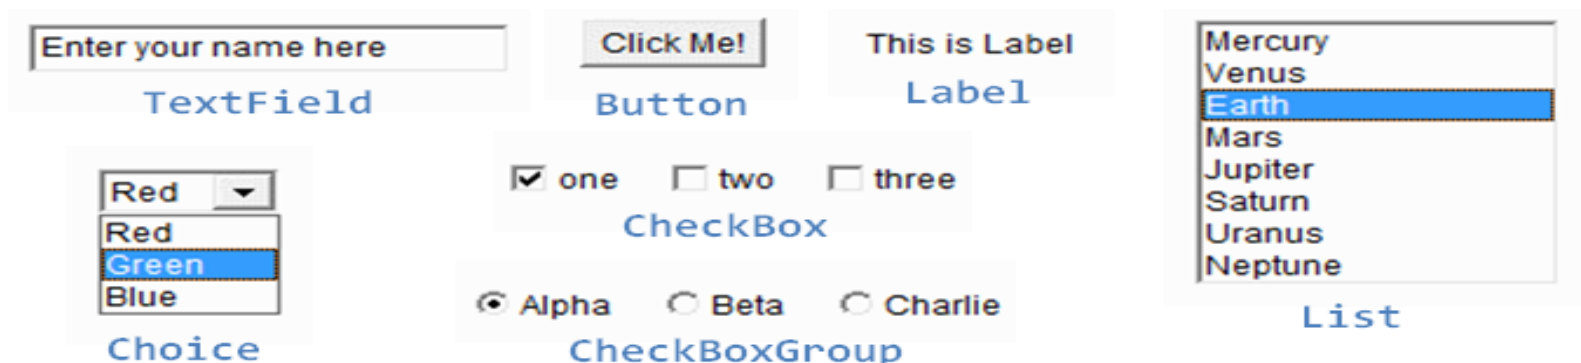 Enter your name here
TextField
Click Me!
Button
This is Label
Label
Mercury
Venus
Earth
Mars
Jupiter
Saturn
Uranus
Neptune
List
Red
Red
Green
Blue
Choice
one two three
CheckBox
Alpha Beta Charlie
CheckBoxGroup